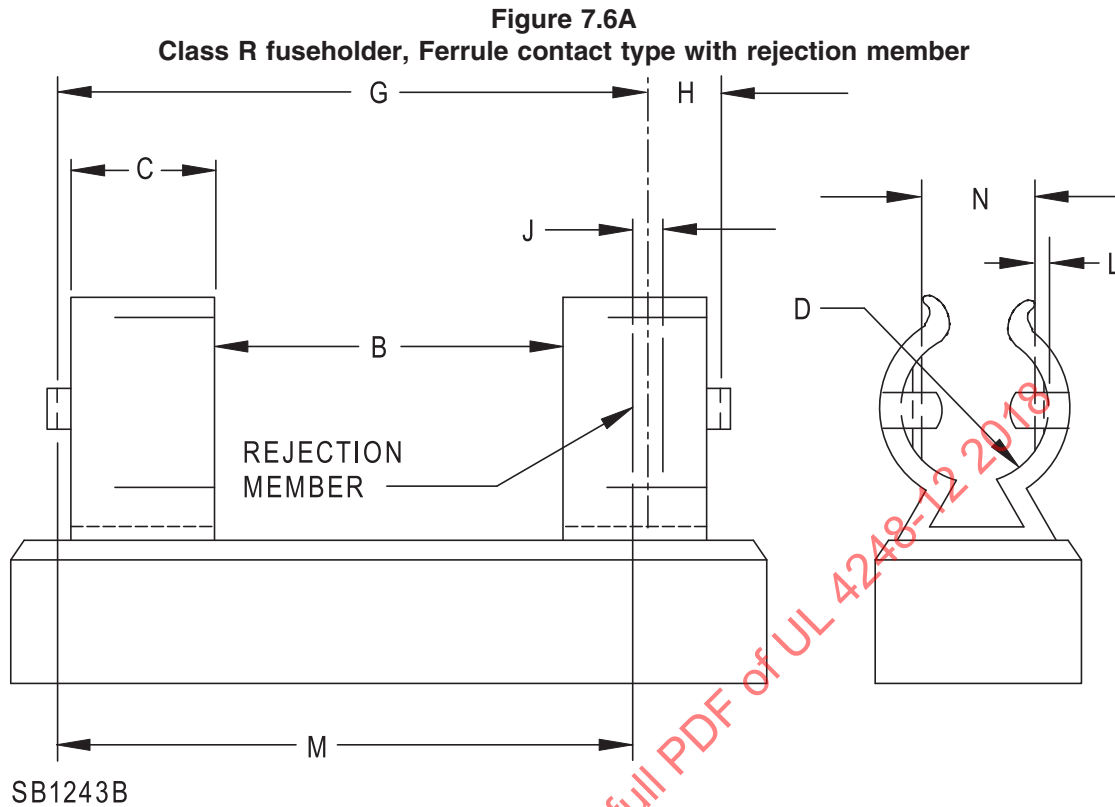 Figure 7.6A
Class R fuseholder, Ferrule contact type with rejection member
G
H
C
N
J
L
D
B
REJECTION
MEMBER
M
SB1243B
full PDF of UL 4248-12 2018